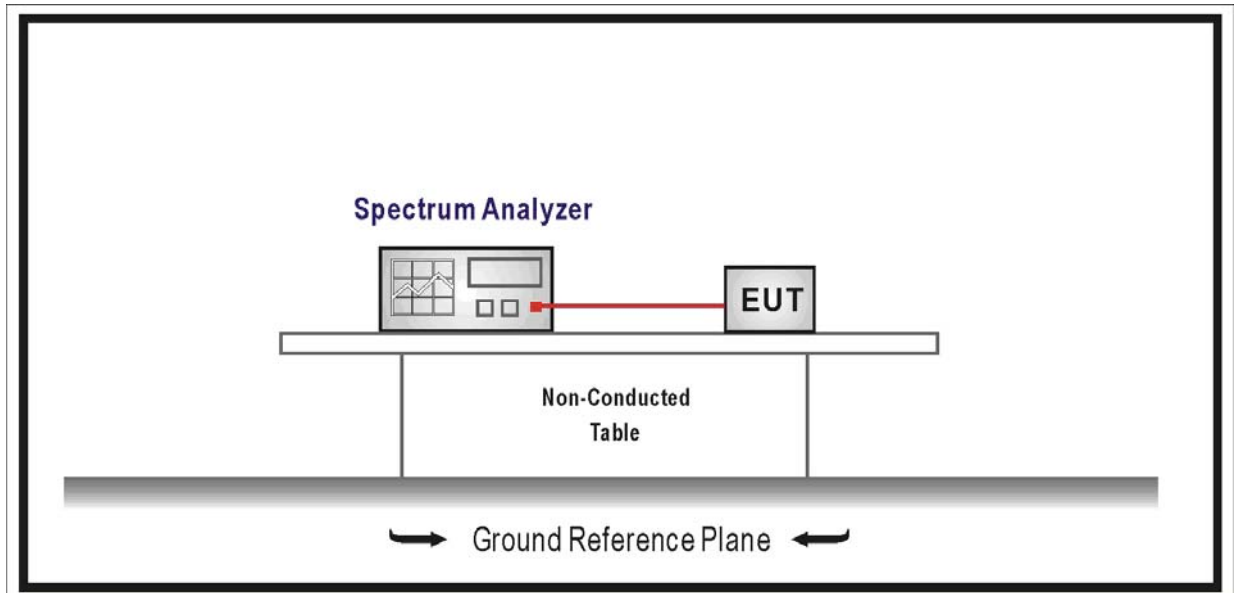 Spectrum Analyzer
EUT
Non-Conducted
Table
Ground Reference Plane